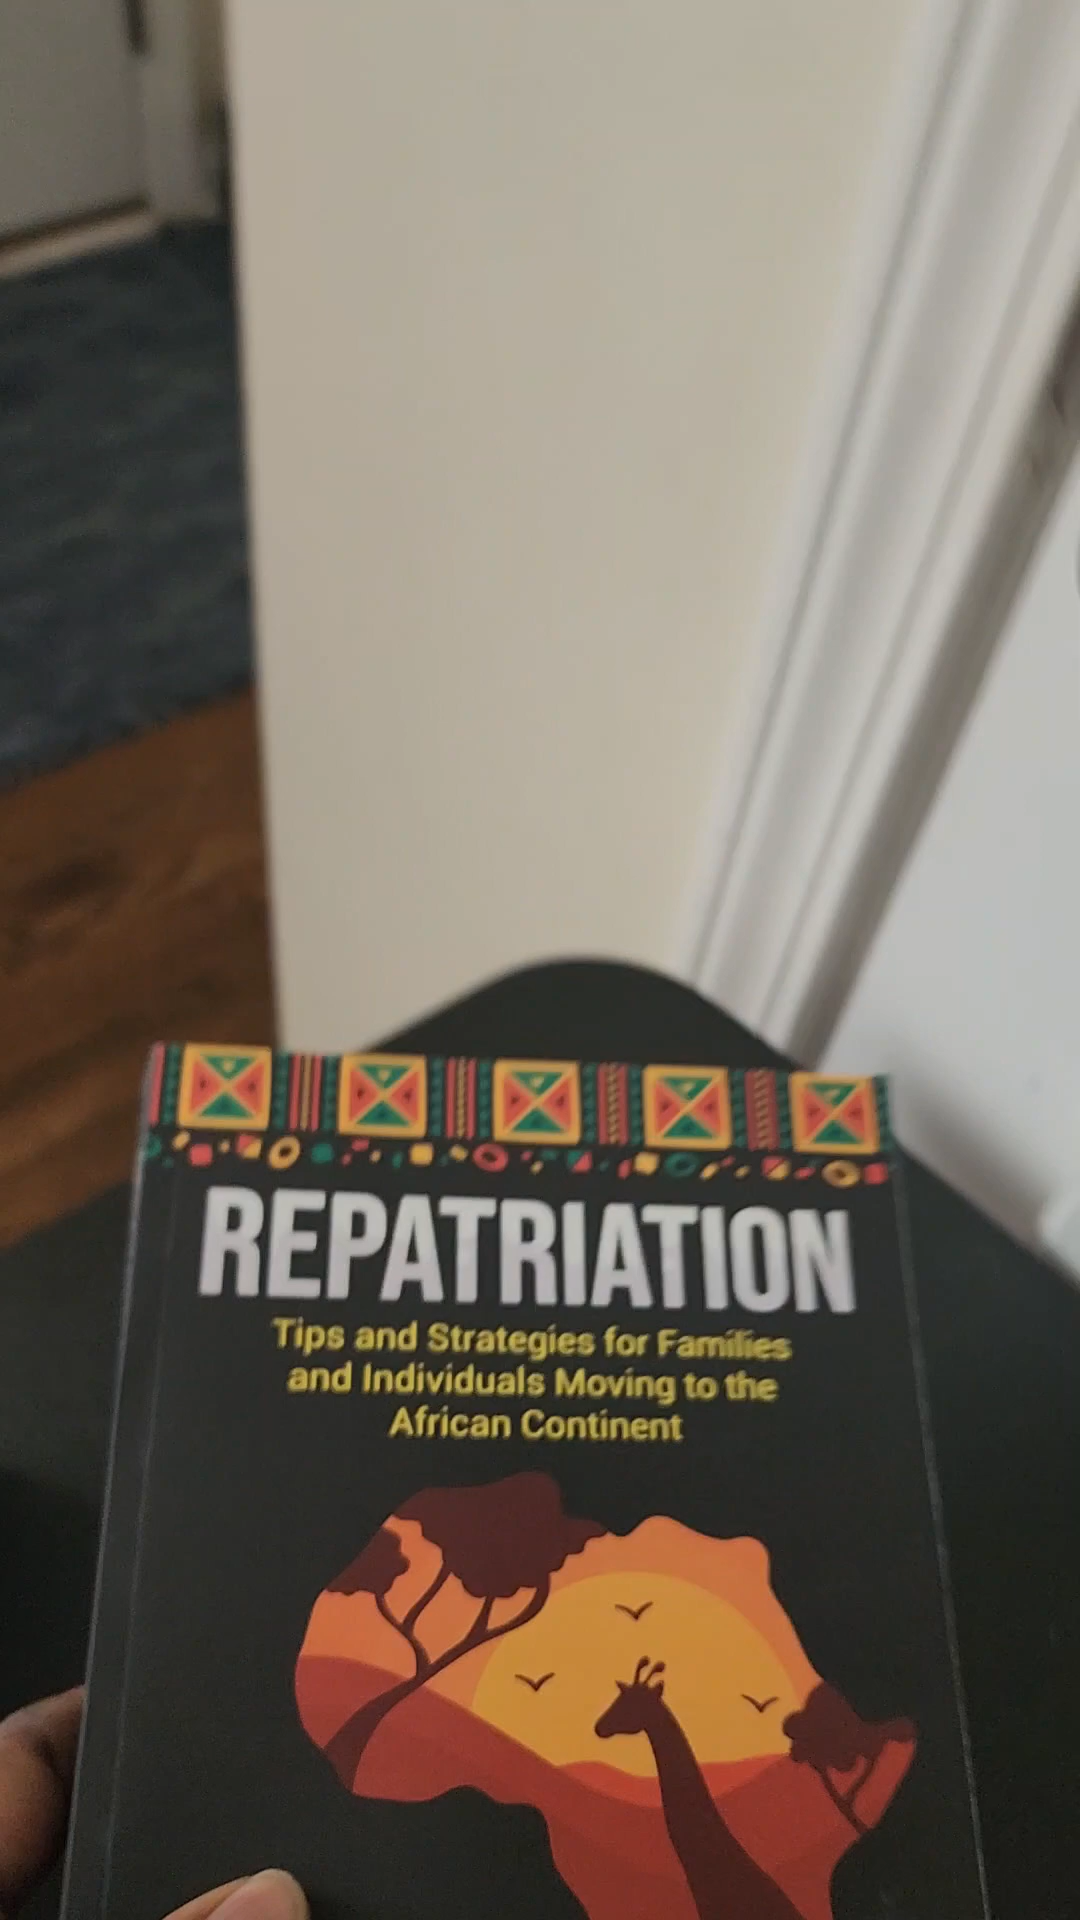 REPATRIATION
Tips and Strategies for Families
and Individuals Moving to the
African Continent